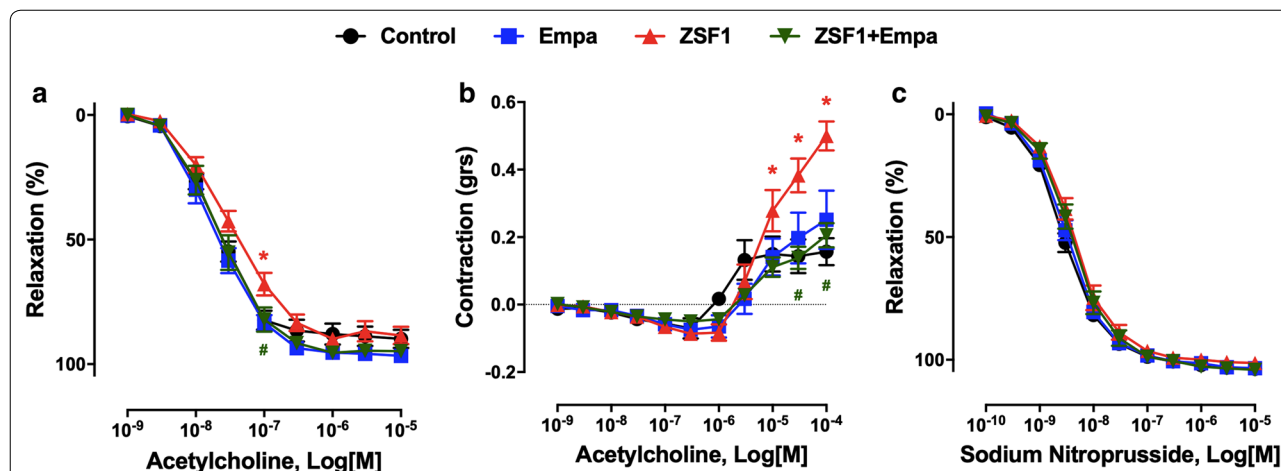 Control Empa ZSF1 ZSF1+Empa
a
0
50
100
Relaxation (%)
*
#
10⁻⁹ 10⁻⁸ 10⁻⁷ 10⁻⁶ 10⁻⁵
Acetylcholine, Log[M]
b
0.6
0.4
0.2
0.0
-0.2
Contraction (grs)
* * *
# #
10⁻⁹ 10⁻⁸ 10⁻⁷ 10⁻⁶ 10⁻⁵ 10⁻⁴
Acetylcholine, Log[M]
c
0
50
100
Relaxation (%)
10⁻¹⁰ 10⁻⁹ 10⁻⁸ 10⁻⁷ 10⁻⁶ 10⁻⁵
Sodium Nitroprusside, Log[M]